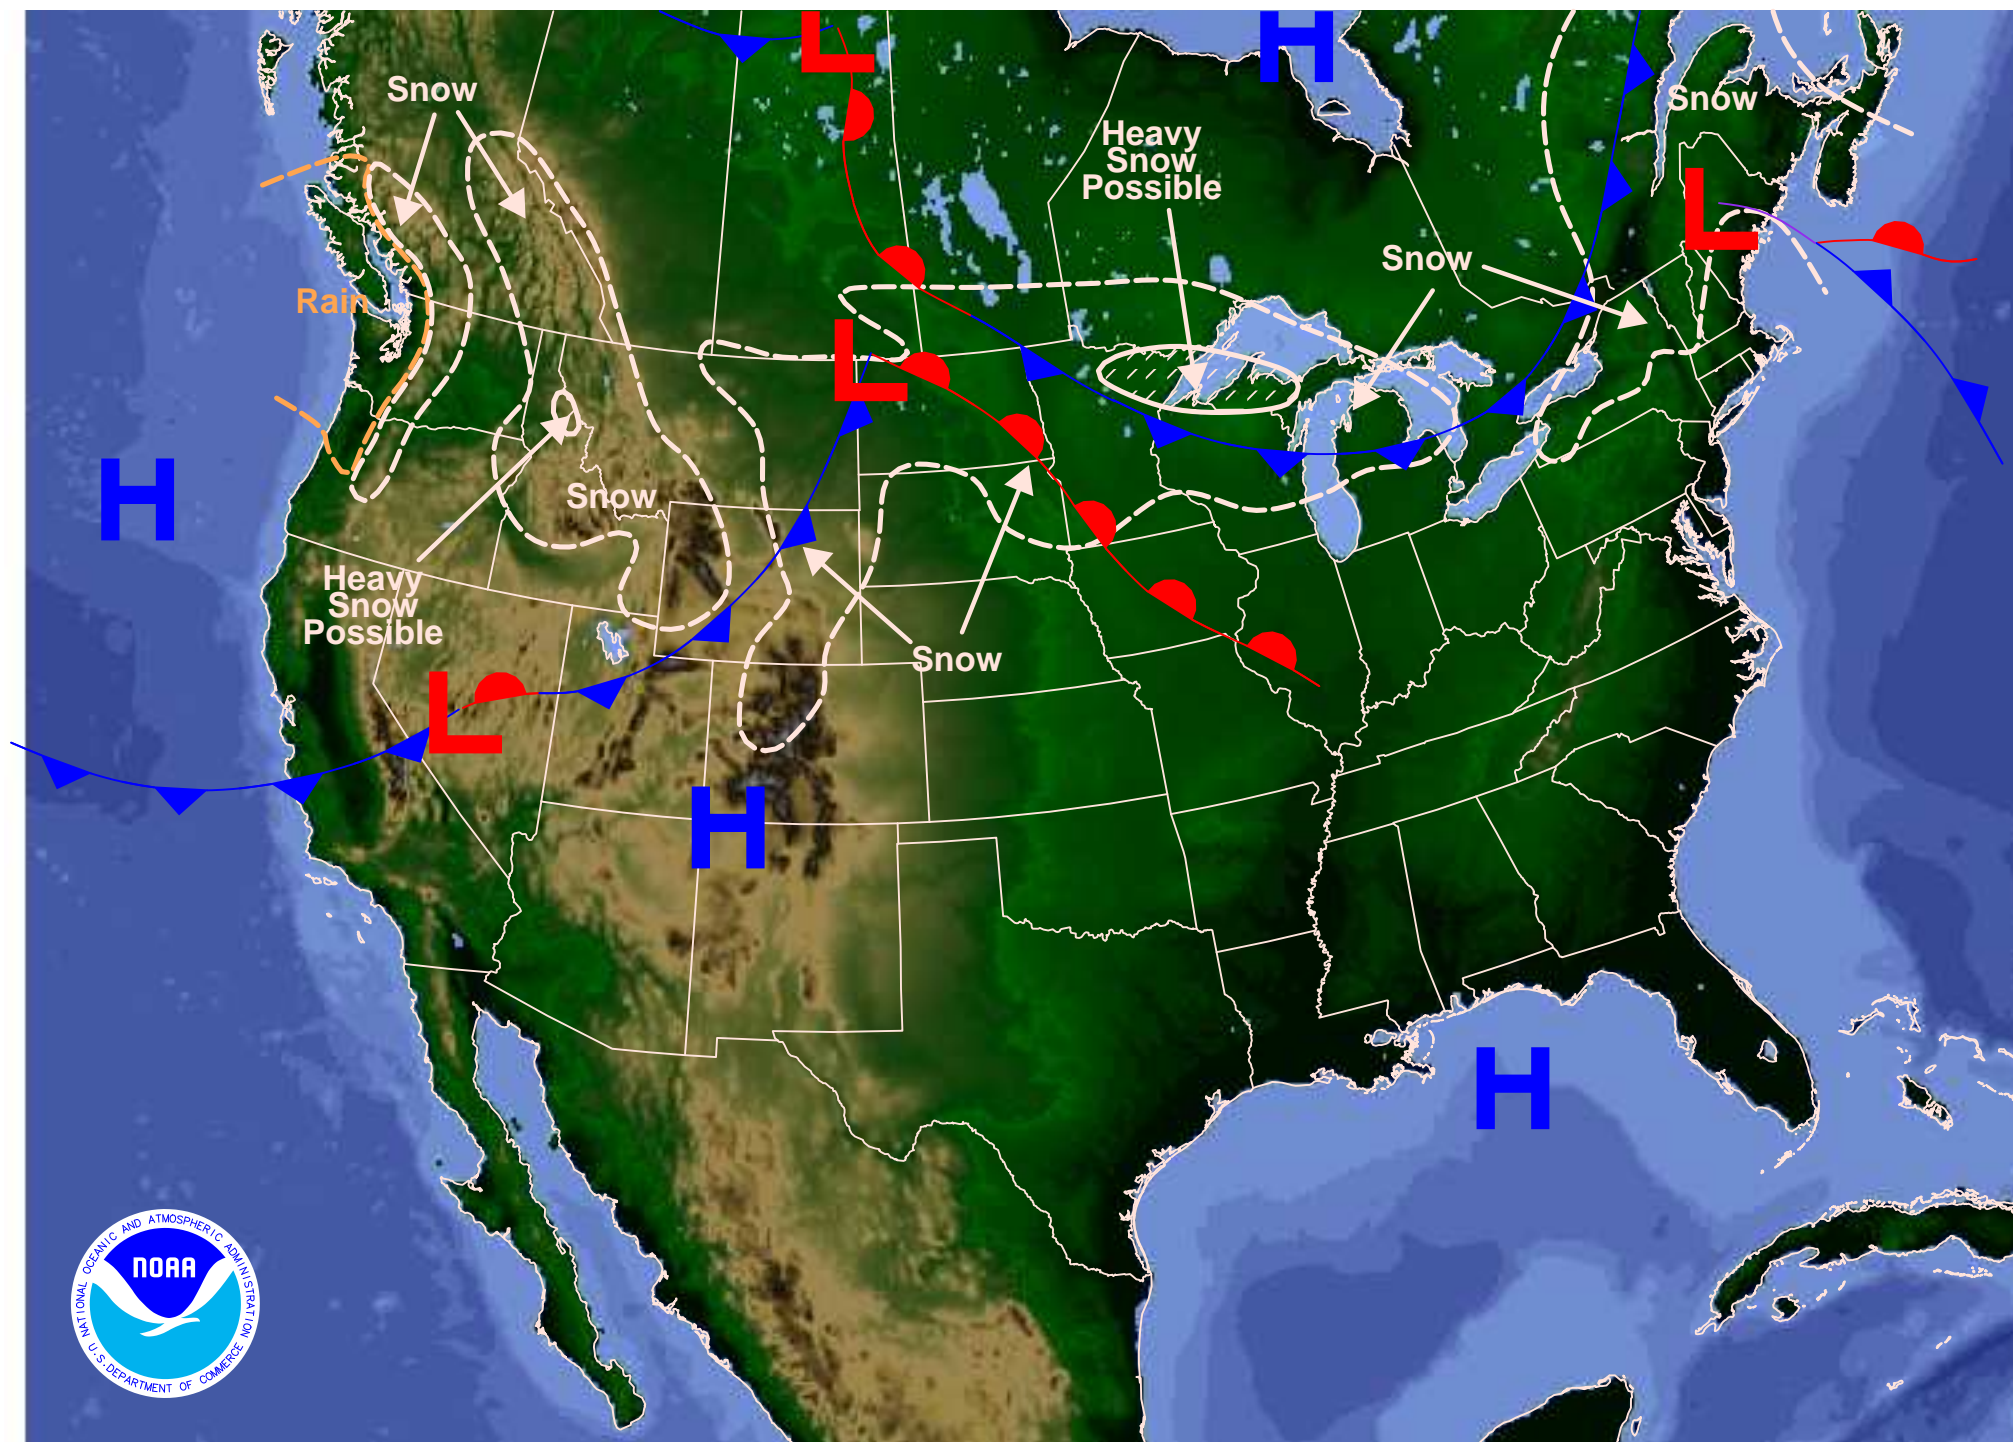 L
H
Snow
Snow
Heavy
Snow
Possible
L
Snow
Rain
L
H
Snow
Heavy
Snow
Possible
Snow
L
H
H
NOAA
NATIONAL OCEANIC AND ATMOSPHERIC ADMINISTRATION
U.S. DEPARTMENT OF COMMERCE